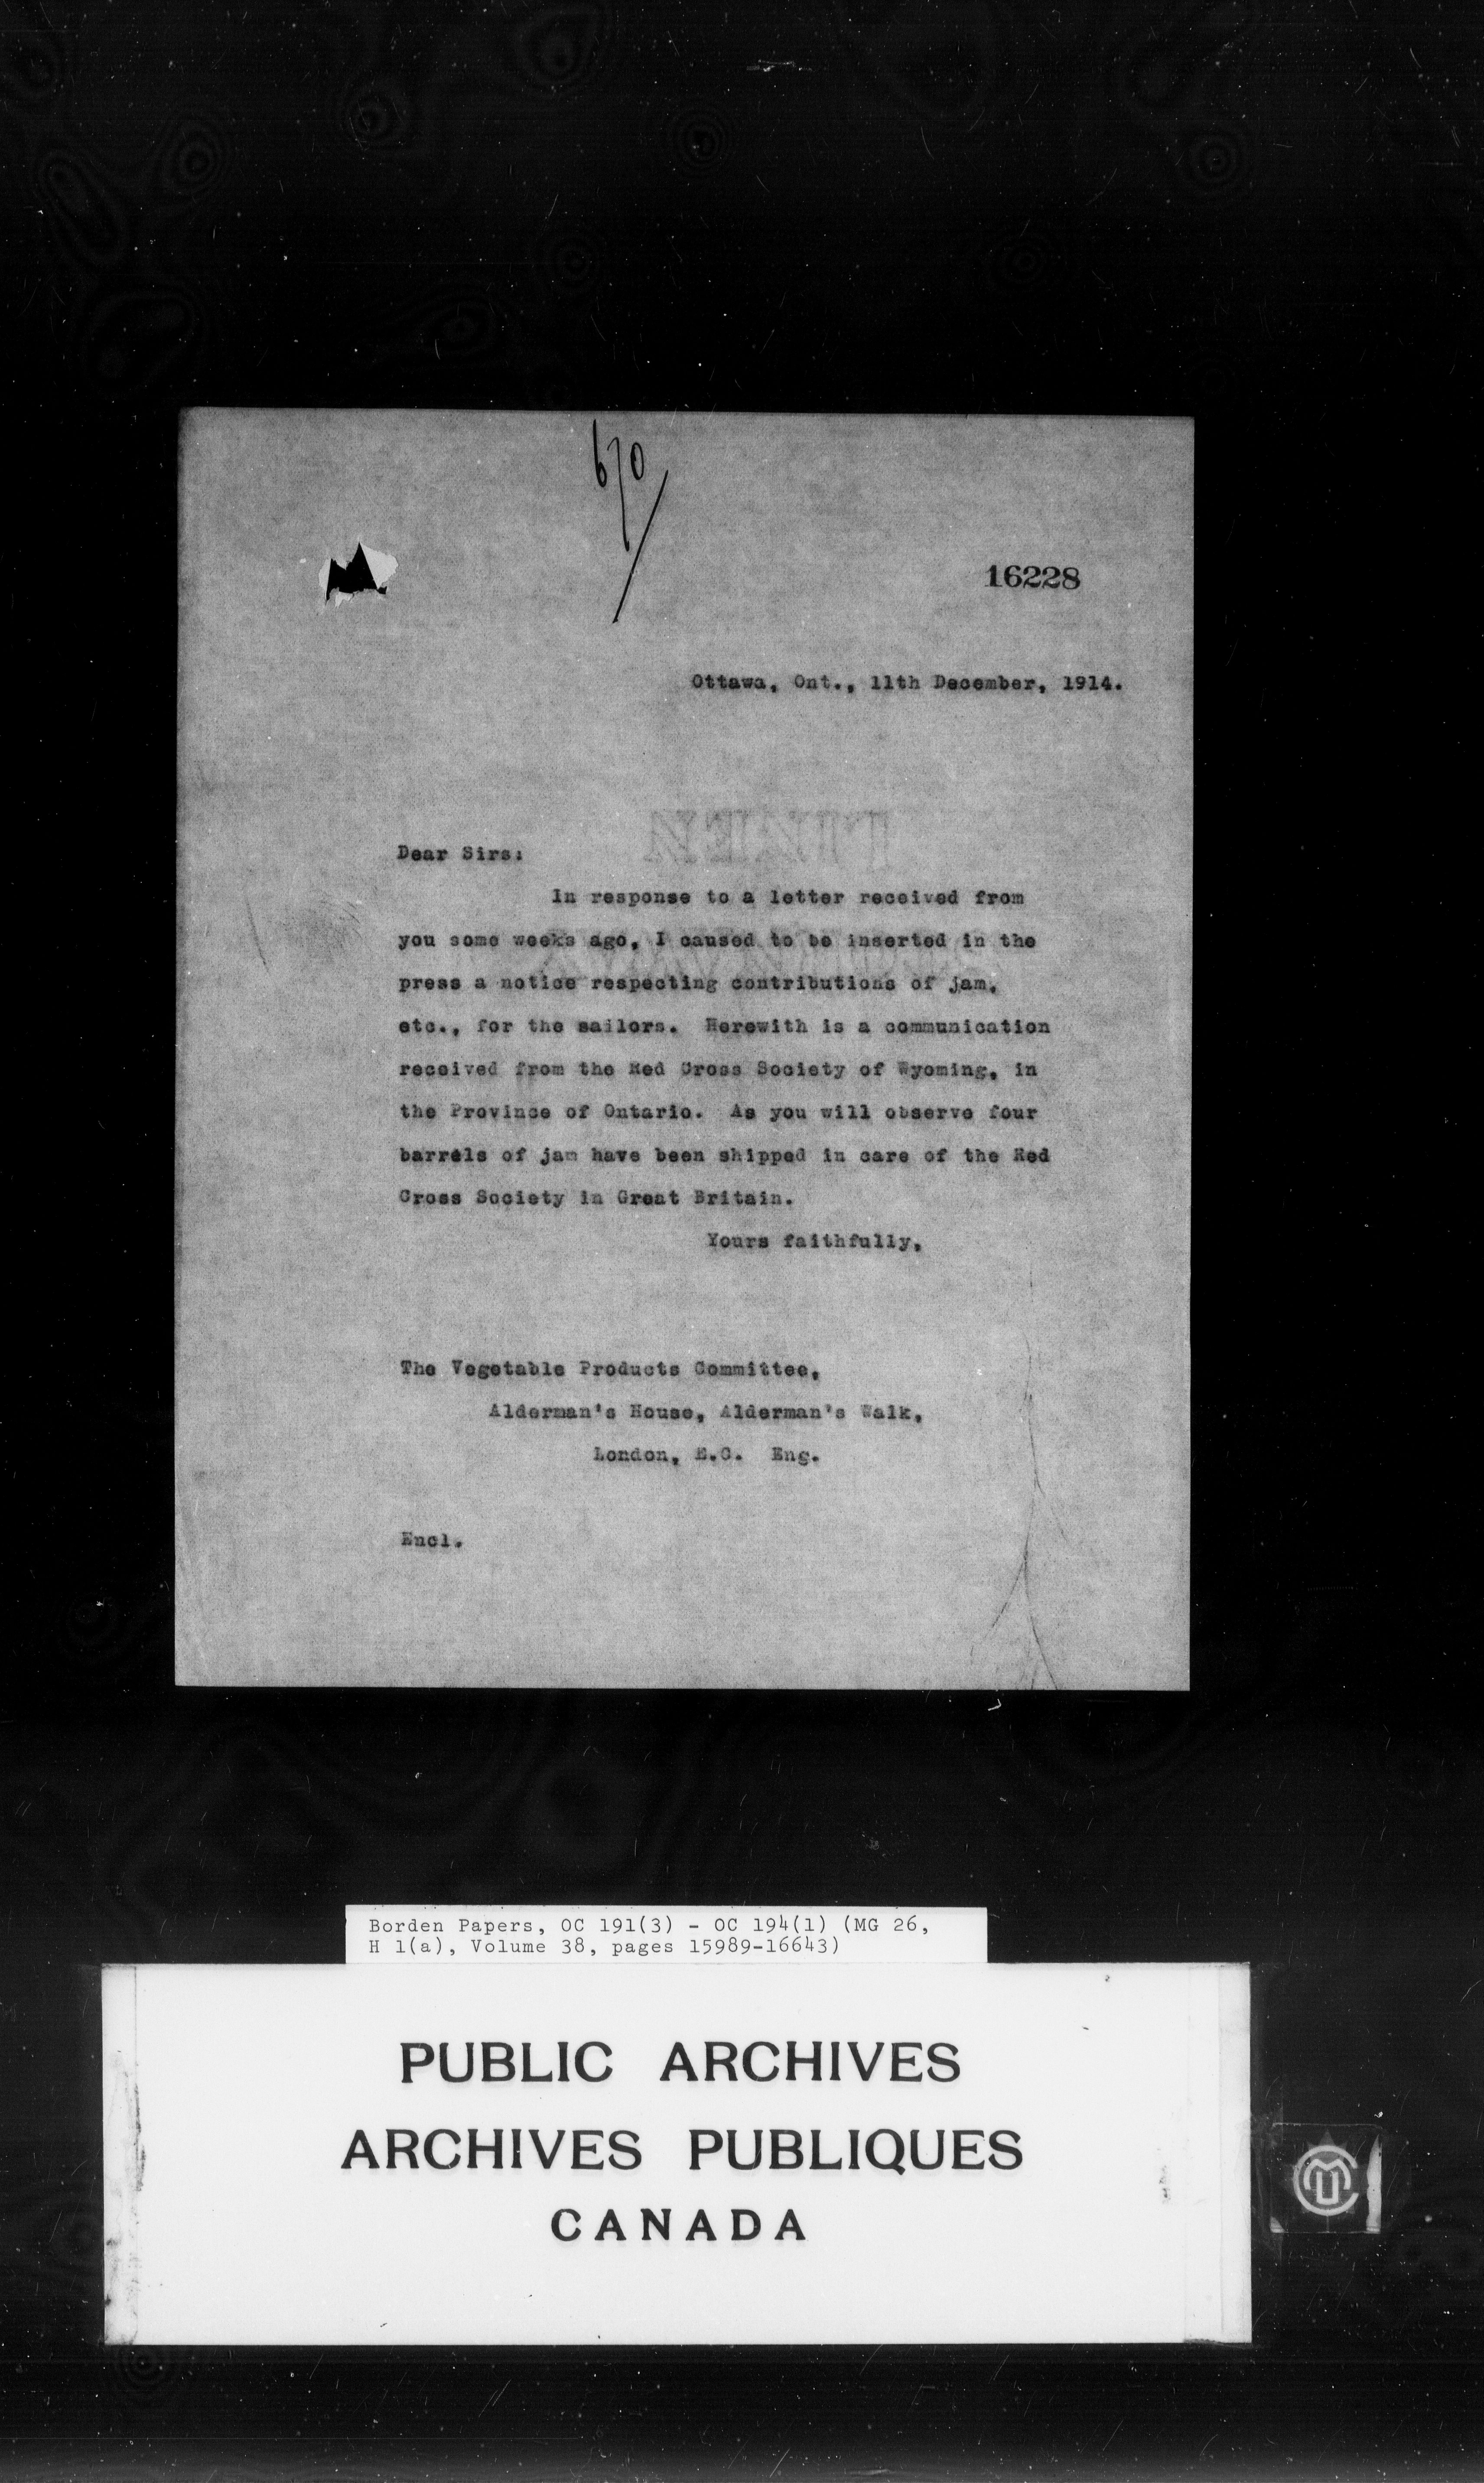 670
16228
Ottawa, Ont., 11th December, 1914.
Dear Sirs:
In response to a letter received from
you some weeks ago, I caused to be inserted in the
press a notice respecting contributions of jam,
etc., for the sailors. Herewith is a communication
received from the Red Cross Society of Wyoming, in
the Province of Ontario. As you will observe four
barrels of jam have been shipped in care of the Red
Cross Society in Great Britain.
Yours faithfully,
The Vegetable Products Committee,
Alderman's House, Alderman's Walk,
London, E.C. Eng.
Encl.
Borden Papers, OC 191(3) - OC 194(1) (MG 26,
H 1(a), Volume 38, pages 15989-16643)
PUBLIC ARCHIVES
ARCHIVES PUBLIQUES
CANADA